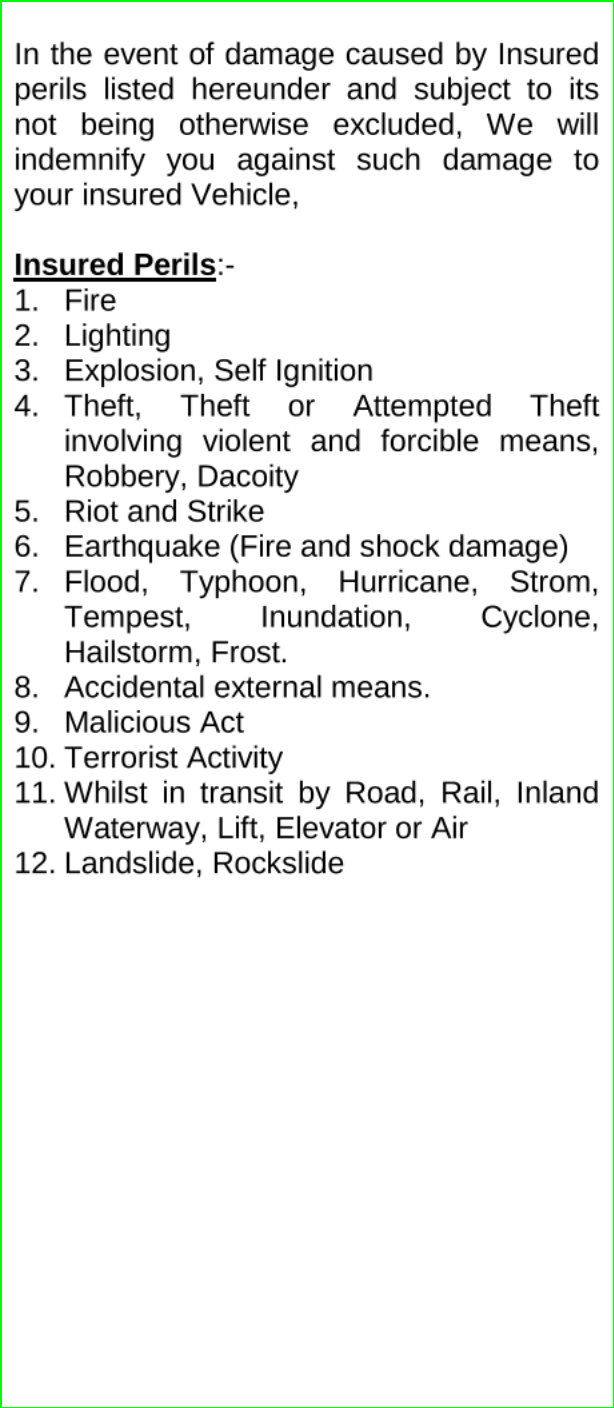 In the event of damage caused by Insured
perils listed hereunder and subject to its
not being otherwise excluded, We will
indemnify you against such damage to
your insured Vehicle,
Insured Perils:-
1. Fire
2. Lighting
3. Explosion, Self Ignition
4. Theft, Theft or Attempted Theft
involving violent and forcible means,
Robbery, Dacoity
5. Riot and Strike
6. Earthquake (Fire and shock damage)
7. Flood, Typhoon, Hurricane, Strom,
Tempest, Inundation, Cyclone,
Hailstorm, Frost.
8. Accidental external means.
9. Malicious Act
10. Terrorist Activity
11. Whilst in transit by Road, Rail, Inland
Waterway, Lift, Elevator or Air
12. Landslide, Rockslide